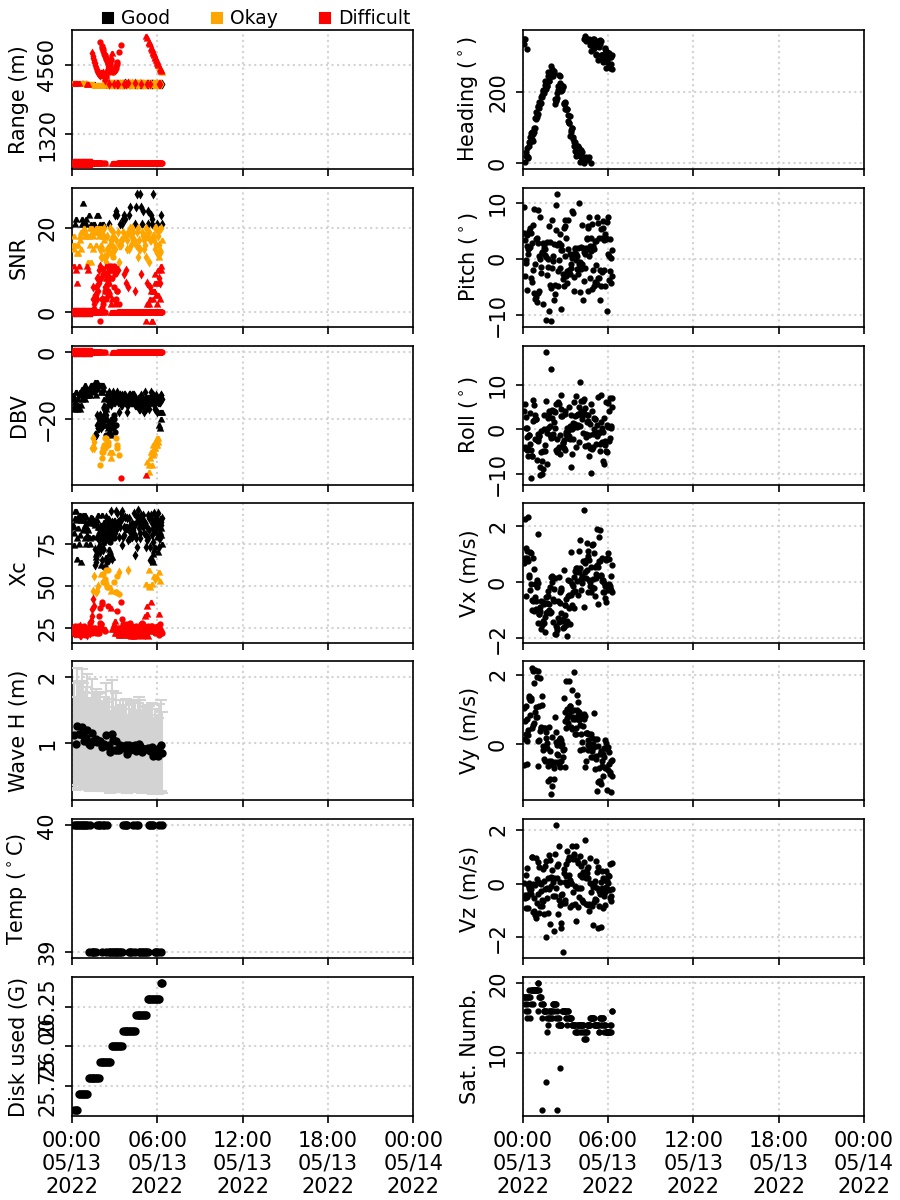 Good Okay Difficult
Range (m)
4560
1320
Heading (°)
200
0
SNR
20
0
Pitch (°)
10
0
−10
DBV
0
−20
Roll (°)
10
0
−10
Xc
75
50
25
Vx (m/s)
2
0
−2
Wave H (m)
2
1
Vy (m/s)
2
0
Temp (°C)
40
39
Vz (m/s)
2
0
−2
Disk used (G)
26.25
26.00
25.75
Sat. Numb.
20
10
00:00 06:00 12:00 18:00 00:00
05/13 05/13 05/13 05/13 05/14
2022 2022 2022 2022 2022
00:00 06:00 12:00 18:00 00:00
05/13 05/13 05/13 05/13 05/14
2022 2022 2022 2022 2022